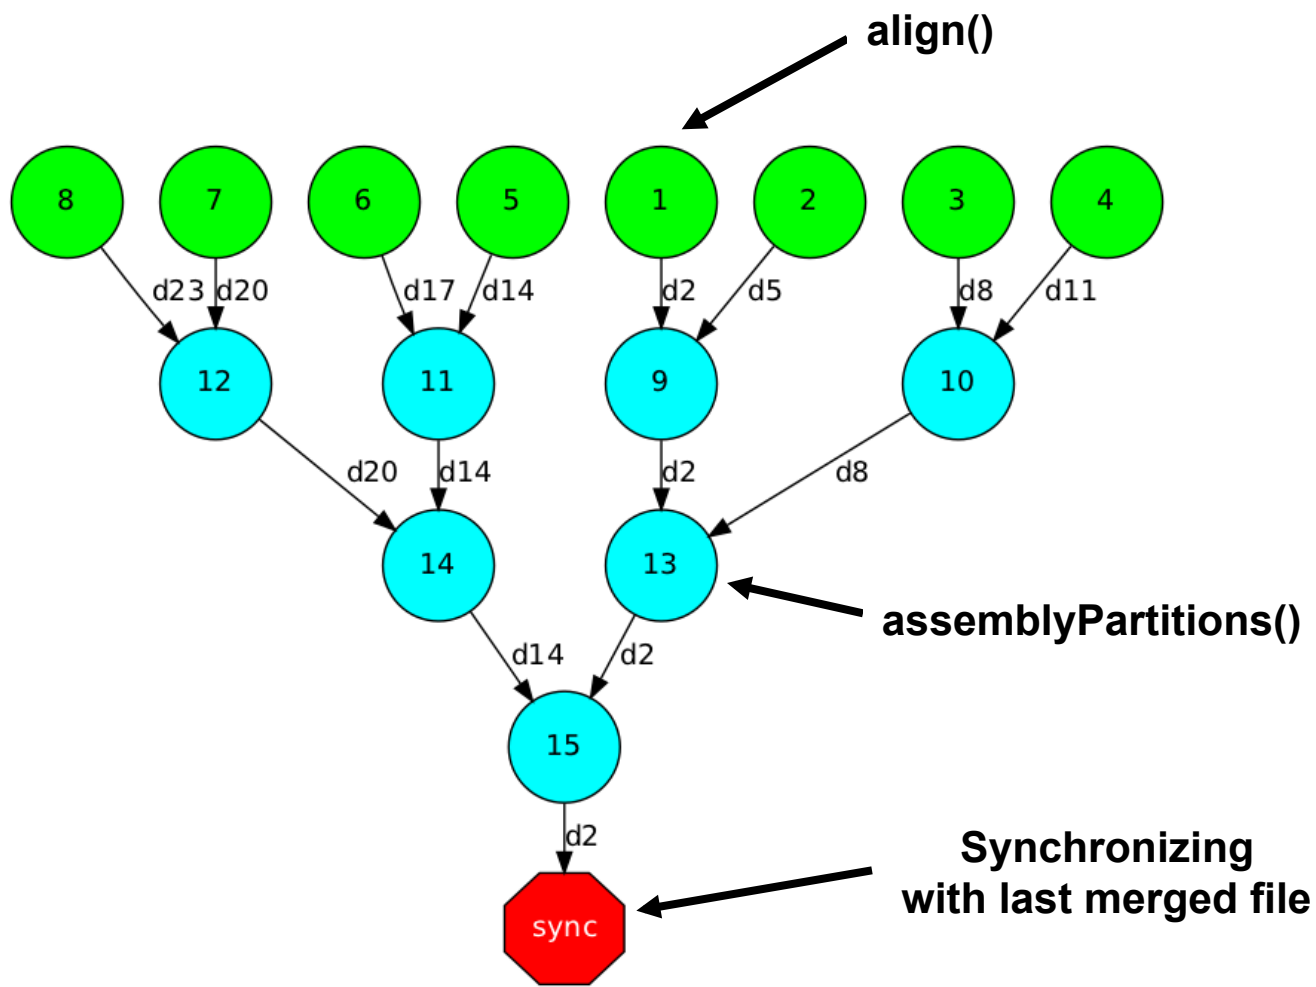 align()
8 7 6 5 1 2 3 4
d23 d20 d17 d14 d2 d5 d8 d11
12 11 9 10
d20 d14 d2 d8
14 13
assemblyPartitions()
d14 d2
15
d2
Synchronizing
with last merged file
sync